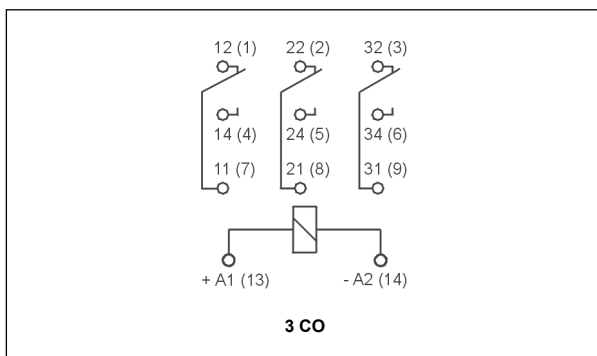 12 (1) 22 (2) 32 (3)
14 (4) 24 (5) 34 (6)
11 (7) 21 (8) 31 (9)
+ A1 (13) - A2 (14)
3 CO